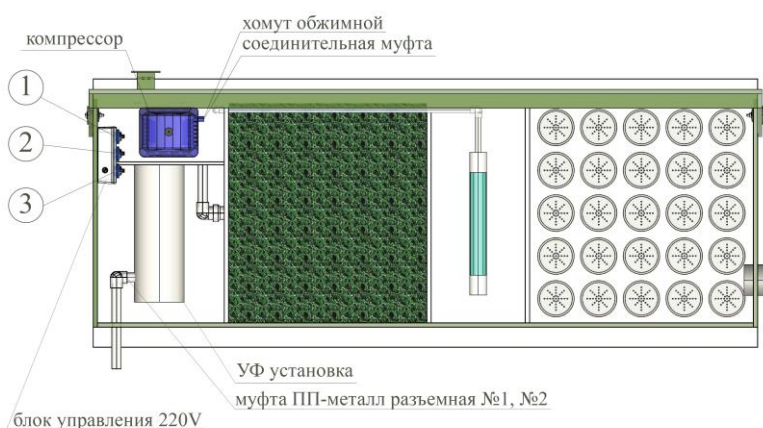 хомут обжимной
компрессор
соединительная муфта
1
2
3
УФ установка
муфта ПП-металл разъемная №1, №2
блок управления 220V